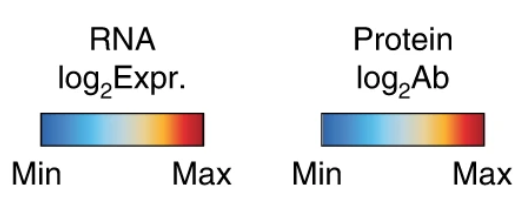 RNA
log₂Expr.
Min Max
Protein
log₂Ab
Min Max